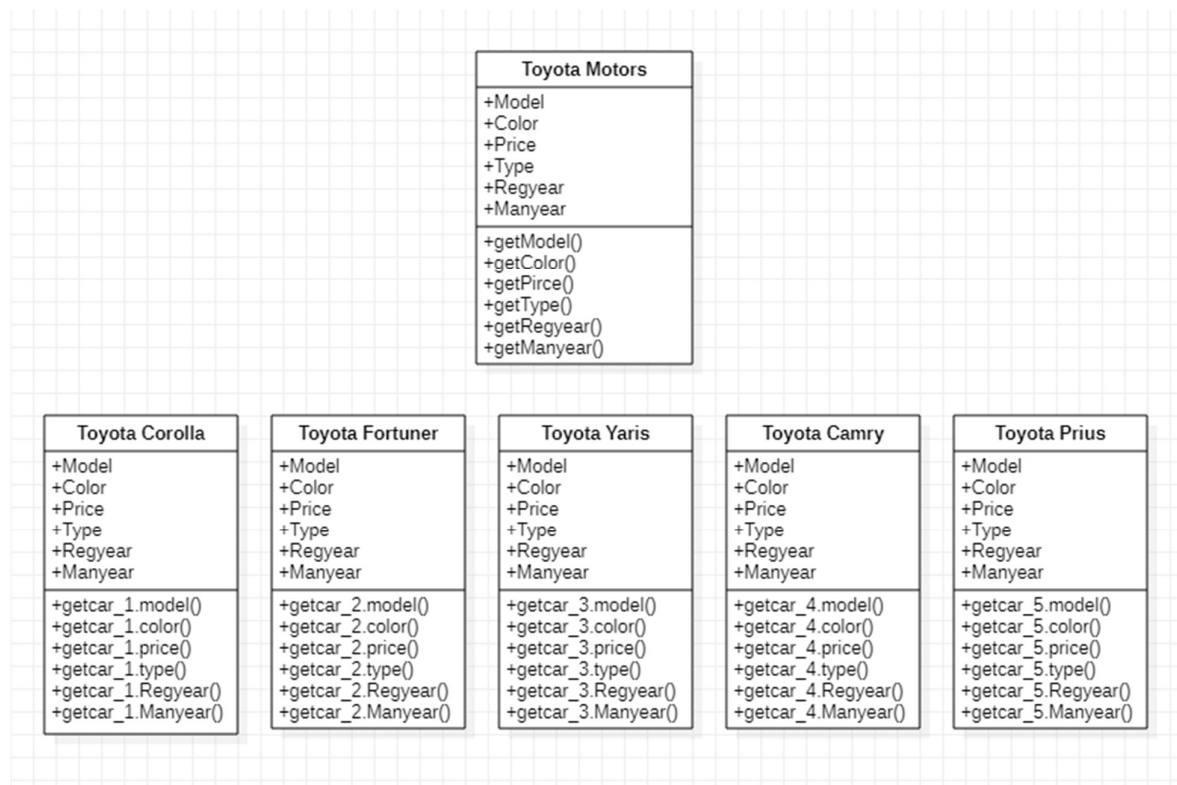 Toyota Motors
+Model
+Color
+Price
+Type
+Regyear
+Manyear
+getModel()
+getColor()
+getPirce()
+getType()
+getRegyear()
+getManyear()
Toyota Corolla
+Model
+Color
+Price
+Type
+Regyear
+Manyear
+getcar_1.model()
+getcar_1.color()
+getcar_1.price()
+getcar_1.type()
+getcar_1.Regyear()
+getcar_1.Manyear()
Toyota Fortuner
+Model
+Color
+Price
+Type
+Regyear
+Manyear
+getcar_2.model()
+getcar_2.color()
+getcar_2.price()
+getcar_2.type()
+getcar_2.Regyear()
+getcar_2.Manyear()
Toyota Yaris
+Model
+Color
+Price
+Type
+Regyear
+Manyear
+getcar_3.model()
+getcar_3.color()
+getcar_3.price()
+getcar_3.type()
+getcar_3.Regyear()
+getcar_3.Manyear()
Toyota Camry
+Model
+Color
+Price
+Type
+Regyear
+Manyear
+getcar_4.model()
+getcar_4.color()
+getcar_4.price()
+getcar_4.type()
+getcar_4.Regyear()
+getcar_4.Manyear()
Toyota Prius
+Model
+Color
+Price
+Type
+Regyear
+Manyear
+getcar_5.model()
+getcar_5.color()
+getcar_5.price()
+getcar_5.type()
+getcar_5.Regyear()
+getcar_5.Manyear()